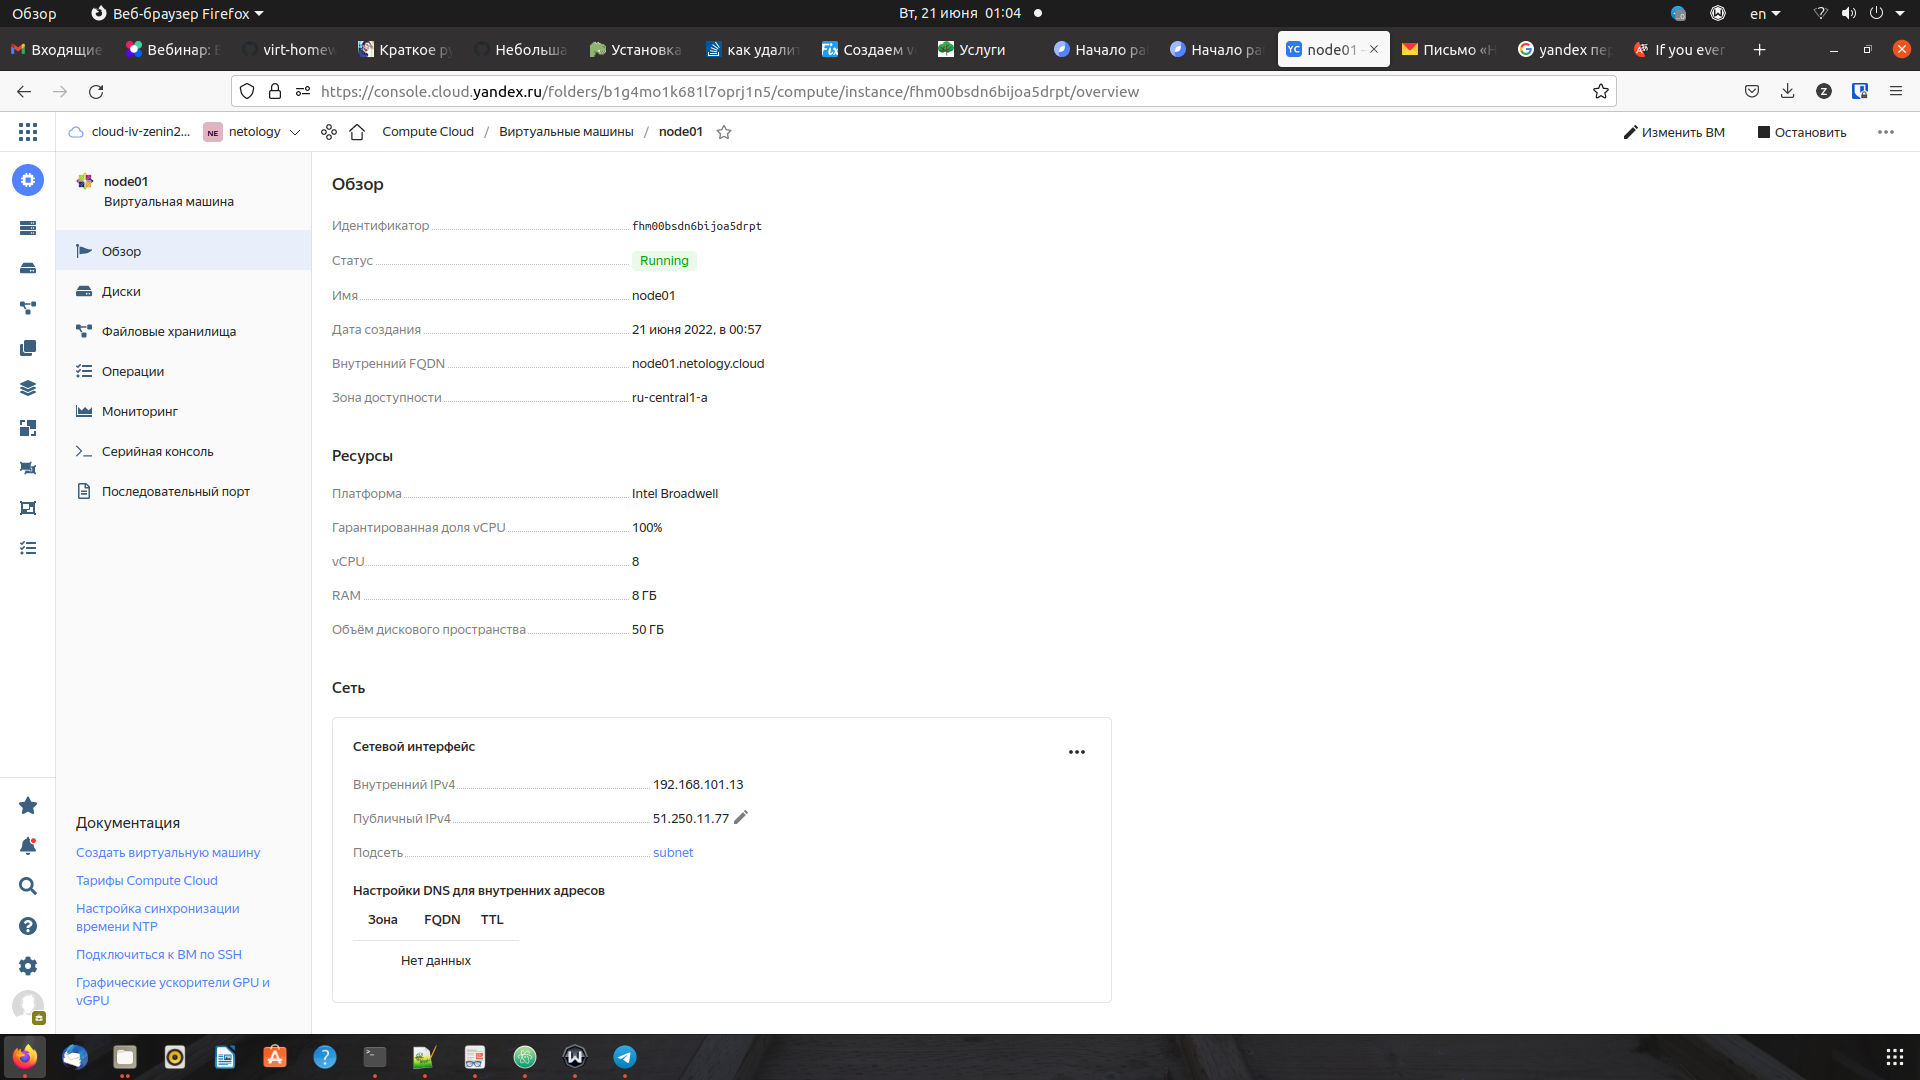 Обзор
Веб-браузер Firefox
Вт, 21 июня 01:04
en
Входящие
Вебинар:
virt-home
Краткое ру
Небольша
Установка
как удали
Создаем v
Услуги
Начало ра
Начало ра
YC node01
Письмо «Н
yandex пер
If you ever
https://console.cloud.yandex.ru/folders/b1g4mo1k681l7oprj1n5/compute/instance/fhm00bsdn6bijoa5drpt/overview
Z
cloud-iv-zenin2...
NE netology
Compute Cloud / Виртуальные машины / node01
Изменить ВМ
Остановить
node01
Виртуальная машина
Обзор
Диски
Файловые хранилища
Операции
Мониторинг
Серийная консоль
Последовательный порт
Документация
Создать виртуальную машину
Тарифы Compute Cloud
Настройка синхронизации
времени NTP
Подключиться к ВМ по SSH
Графические ускорители GPU и
vGPU
Обзор
Идентификатор fhm00bsdn6bijoa5drpt
Статус Running
Имя node01
Дата создания 21 июня 2022, в 00:57
Внутренний FQDN node01.netology.cloud
Зона доступности ru-central1-a
Ресурсы
Платформа Intel Broadwell
Гарантированная доля vCPU 100%
vCPU 8
RAM 8 ГБ
Объём дискового пространства 50 ГБ
Сеть
Сетевой интерфейс
Внутренний IPv4 192.168.101.13
Публичный IPv4 51.250.11.77
Подсеть subnet
Настройки DNS для внутренних адресов
Зона FQDN TTL
Нет данных